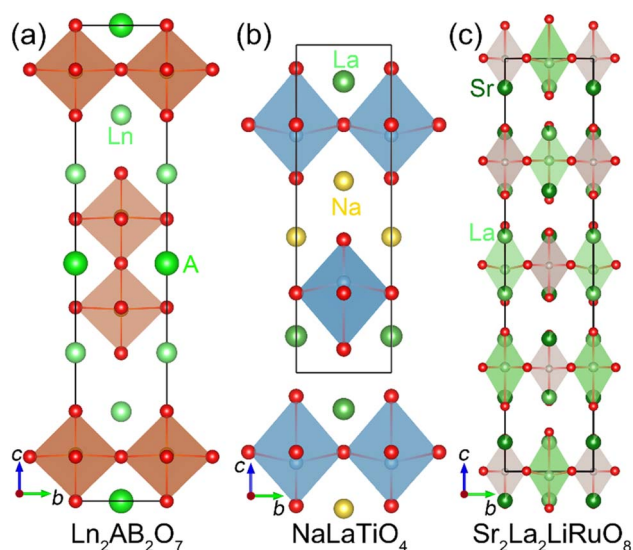 (a)
(b)
(c)
La
Sr
Ln
Na
La
A
c
b
c
b
c
b
Ln₂AB₂O₇
NaLaTiO₄
Sr₂La₂LiRuO₈